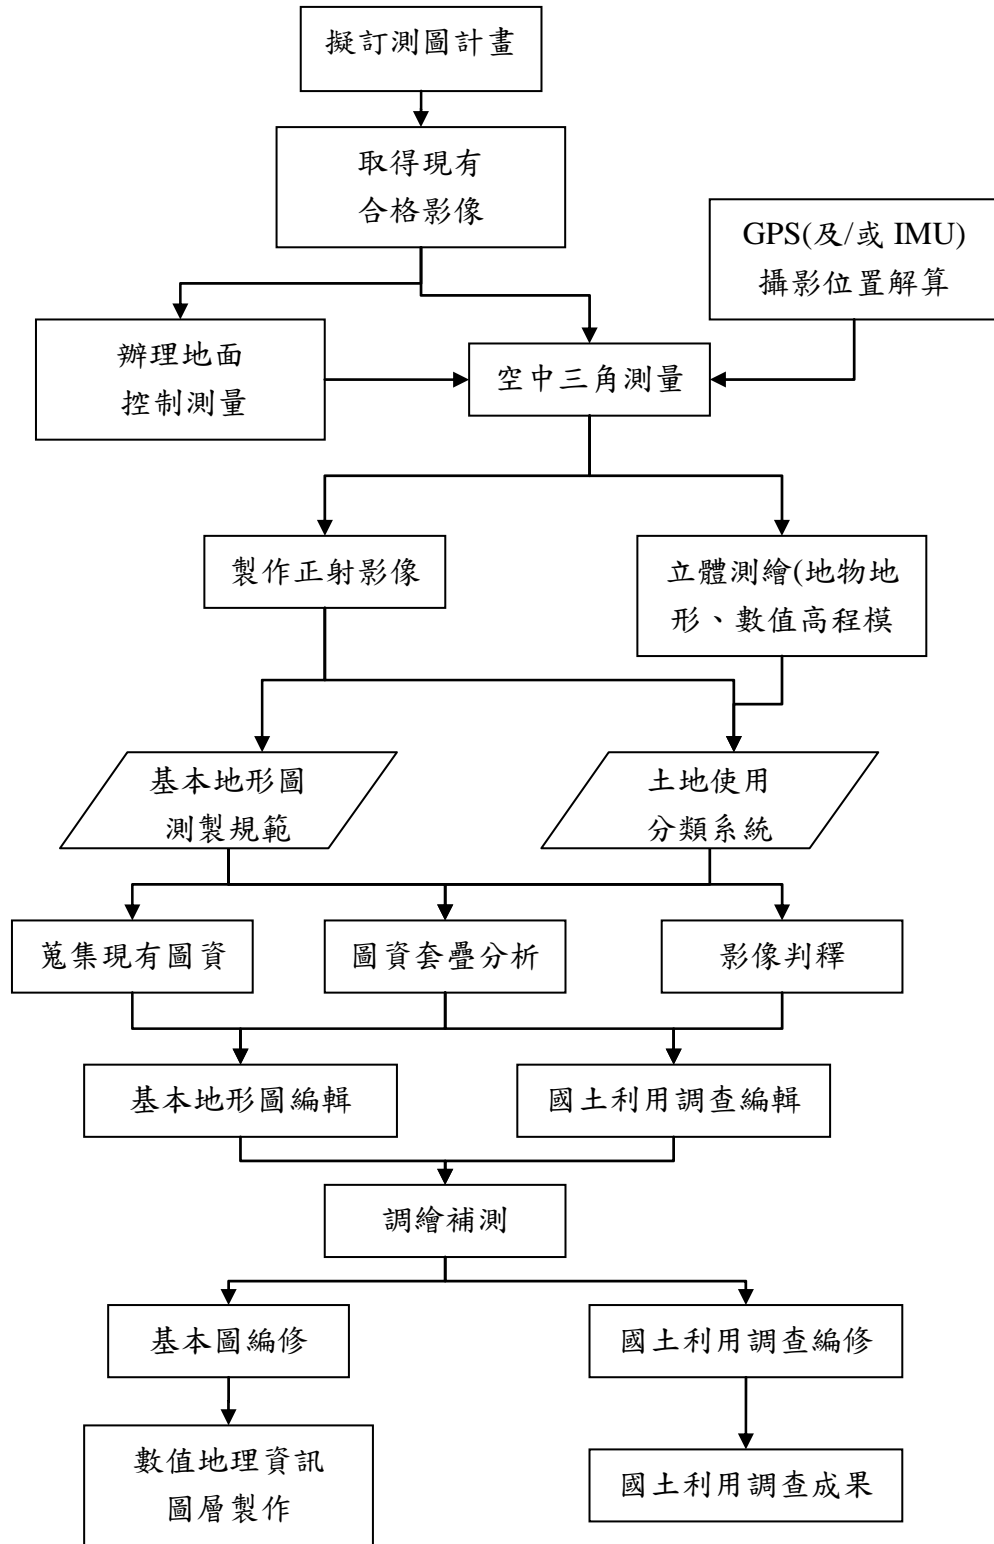 擬訂測圖計畫
取得現有
合格影像
GPS(及/或 IMU)
攝影位置解算
辦理地面
控制測量
空中三角測量
製作正射影像
立體測繪(地物地
形、數值高程模
基本地形圖
測製規範
土地使用
分類系統
蒐集現有圖資
圖資套疊分析
影像判釋
基本地形圖編輯
國土利用調查編輯
調繪補測
基本圖編修
國土利用調查編修
數值地理資訊
圖層製作
國土利用調查成果